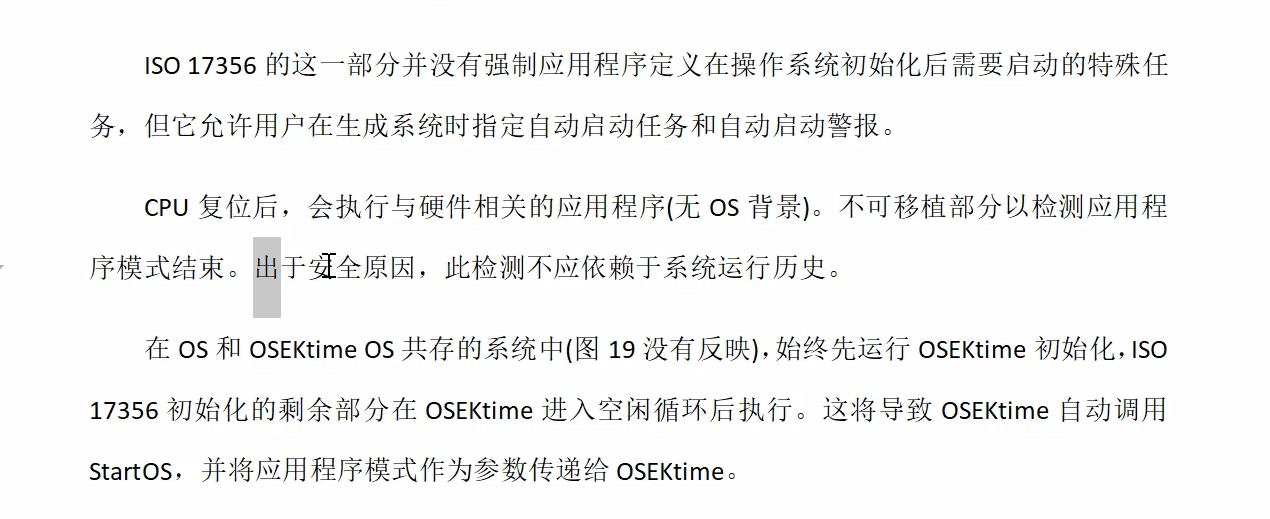 ISO 17356 的这一部分并没有强制应用程序定义在操作系统初始化后需要启动的特殊任
务，但它允许用户在生成系统时指定自动启动任务和自动启动警报。
CPU 复位后，会执行与硬件相关的应用程序(无 OS 背景)。不可移植部分以检测应用程
序模式结束。出于安全原因，此检测不应依赖于系统运行历史。
在 OS 和 OSEKtime OS 共存的系统中(图 19 没有反映)，始终先运行 OSEKtime 初始化，ISO
17356 初始化的剩余部分在 OSEKtime 进入空闲循环后执行。这将导致 OSEKtime 自动调用
StartOS，并将应用程序模式作为参数传递给 OSEKtime。